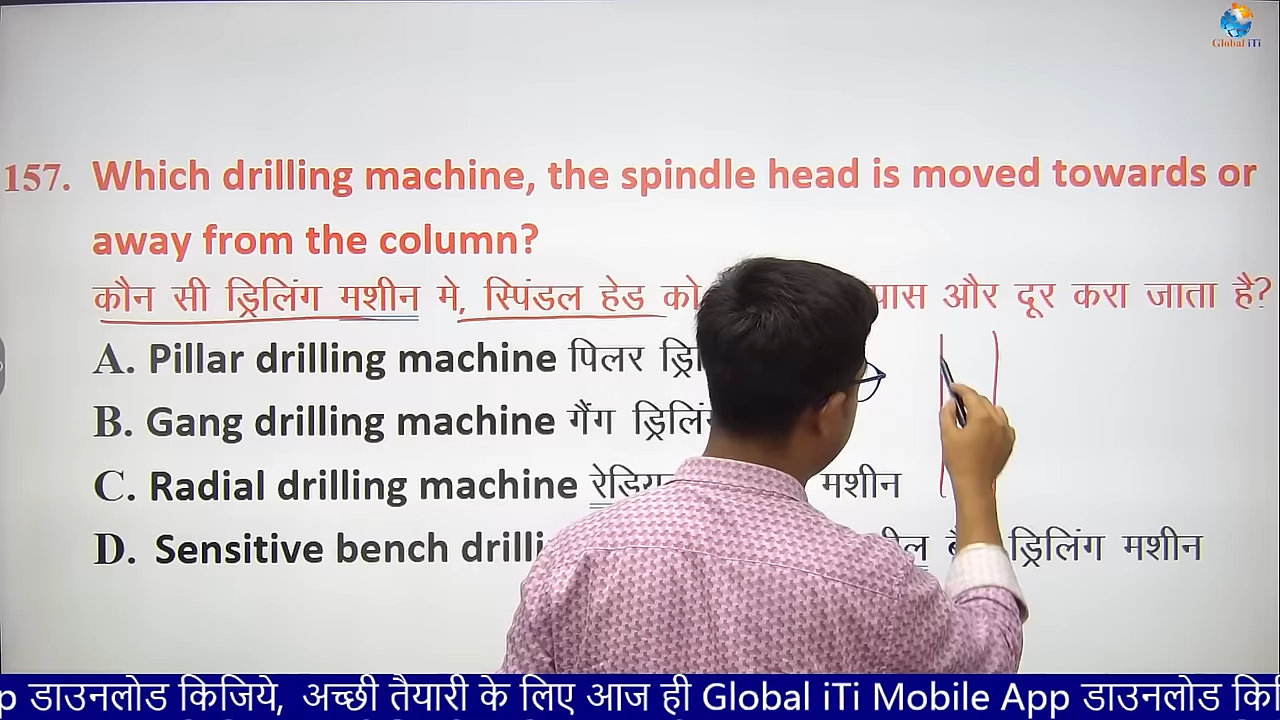 Global iTi
157. Which drilling machine, the spindle head is moved towards or
away from the column?
कौन सी ड्रिलिंग मशीन मे, स्पिंडल हेड को पास और दूर करा जाता है?
A. Pillar drilling machine पिलर
B. Gang drilling machine गैंग
C. Radial drilling machine मशीन
D. Sensitive bench ड्रिलिंग मशीन
डाउनलोड किजिये, अच्छी तैयारी के लिए आज ही Global iTi Mobile App डाउनलोड